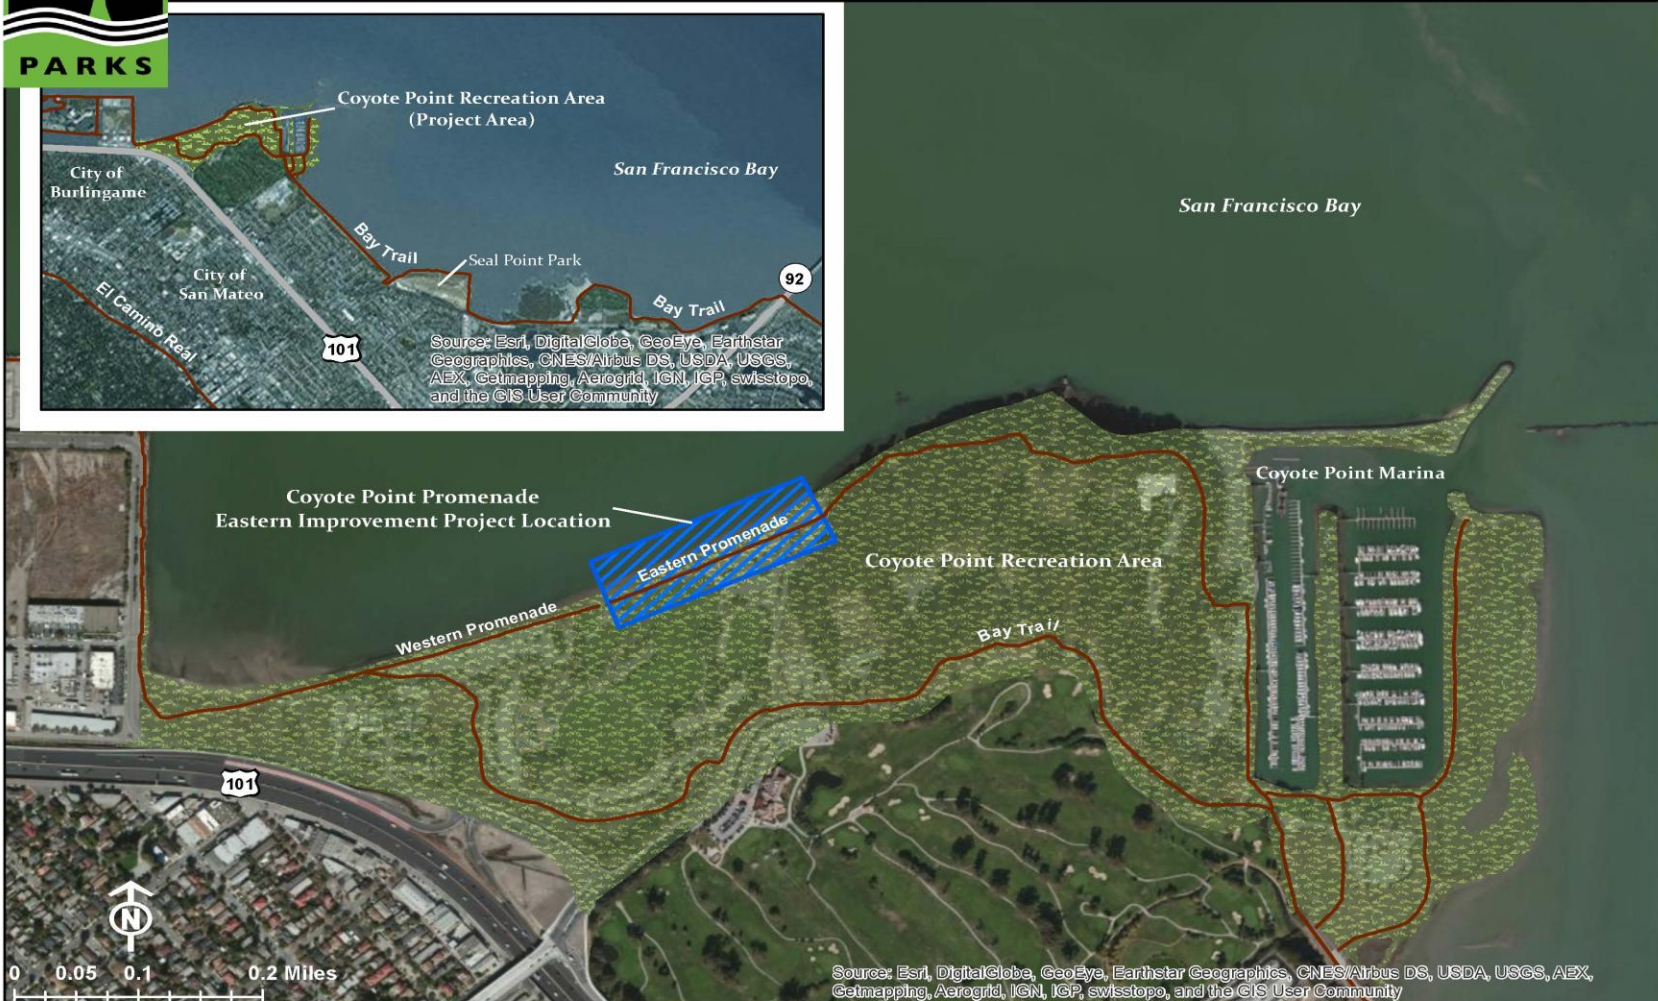 PARKS
Coyote Point Recreation Area
(Project Area)
San Francisco Bay
City of
Burlingame
Bay Trail
Seal Point Park
City of
San Mateo
92
El Camino Real
Bay Trail
101
Source: Esri, DigitalGlobe, GeoEye, Earthstar
Geographics, CNES/Airbus DS, USDA, USGS,
AEX, Getmapping, Aerogrid, IGN, IGP, swisstopo,
and the GIS User Community
San Francisco Bay
Coyote Point Marina
Coyote Point Promenade
Eastern Improvement Project Location
Eastern Promenade
Coyote Point Recreation Area
Western Promenade
Bay Trail
101
N
0 0.05 0.1 0.2 Miles
Source: Esri, DigitalGlobe, GeoEye, Earthstar Geographics, CNES/Airbus DS, USDA, USGS, AEX,
Getmapping, Aerogrid, IGN, IGP, swisstopo, and the GIS User Community